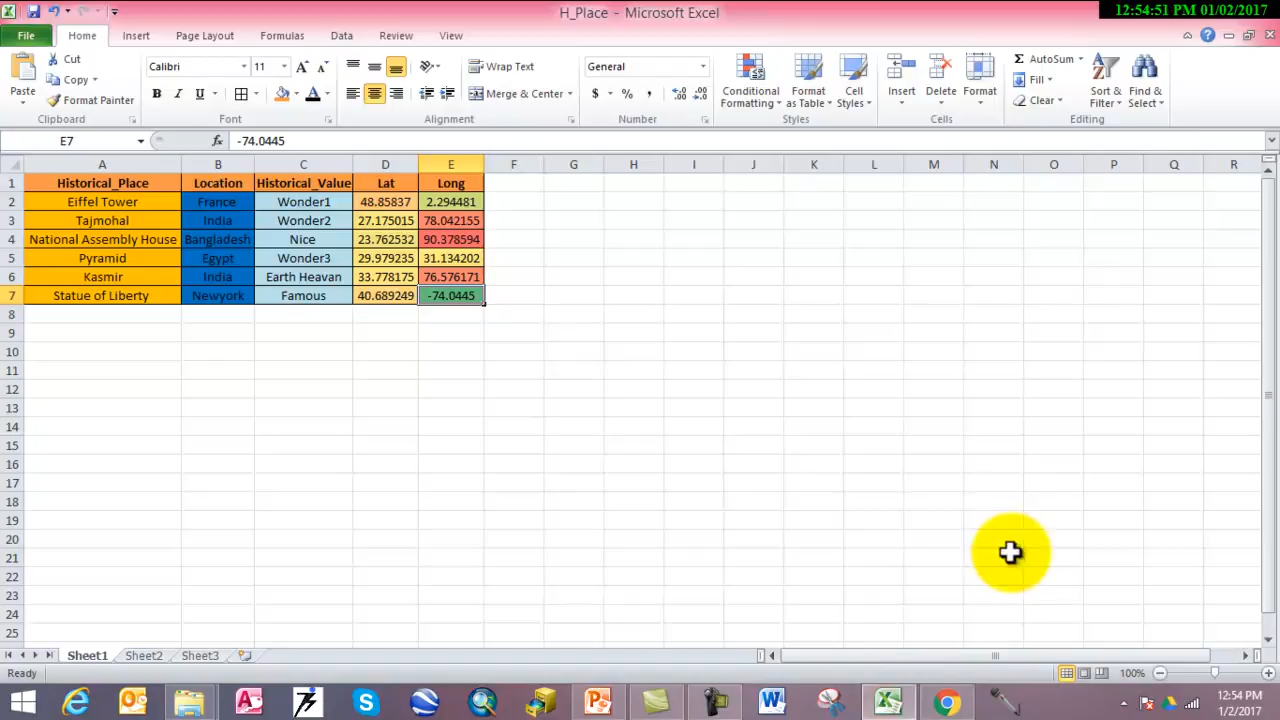 H_Place - Microsoft Excel
12:54:51 PM 01/02/2017
File Home Insert Page Layout Formulas Data Review View
Cut
Copy
Format Painter
Paste
Clipboard
Calibri 11
B I U A
Font
Wrap Text
Merge & Center
Alignment
General
$ % ,
Number
Conditional Formatting
Format as Table
Cell Styles
Styles
Insert Delete Format
Cells
Σ AutoSum
Fill
Clear
Sort & Filter
Find & Select
Editing
E7 fx -74.0445
A B C D E F G H I J K L M N O P Q R
1 Historical_Place Location Historical_Value Lat Long
2 Eiffel Tower France Wonder1 48.85837 2.294481
3 Tajmohal India Wonder2 27.175015 78.042155
4 National Assembly House Bangladesh Nice 23.762532 90.378594
5 Pyramid Egypt Wonder3 29.979235 31.134202
6 Kasmir India Earth Heavan 33.778175 76.576171
7 Statue of Liberty Newyork Famous 40.689249 -74.0445
8
9
10
11
12
13
14
15
16
17
18
19
20
21
22
23
24
25
Sheet1 Sheet2 Sheet3
Ready 100%
12:54 PM
1/2/2017